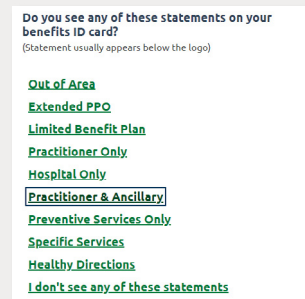 Do you see any of these statements on your
benefits ID card?
(Statement usually appears below the logo)
Out of Area
Extended PPO
Limited Benefit Plan
Practitioner Only
Hospital Only
Practitioner & Ancillary
Preventive Services Only
Specific Services
Healthy Directions
I don't see any of these statements